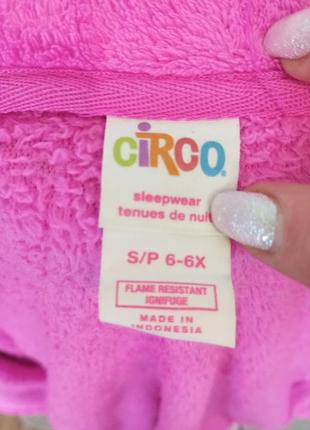 CiRCO
sleepwear
tenues de nuit
S/P 6-6X
FLAME RESISTANT
IGNIFUGE
MADE IN
INDONESIA